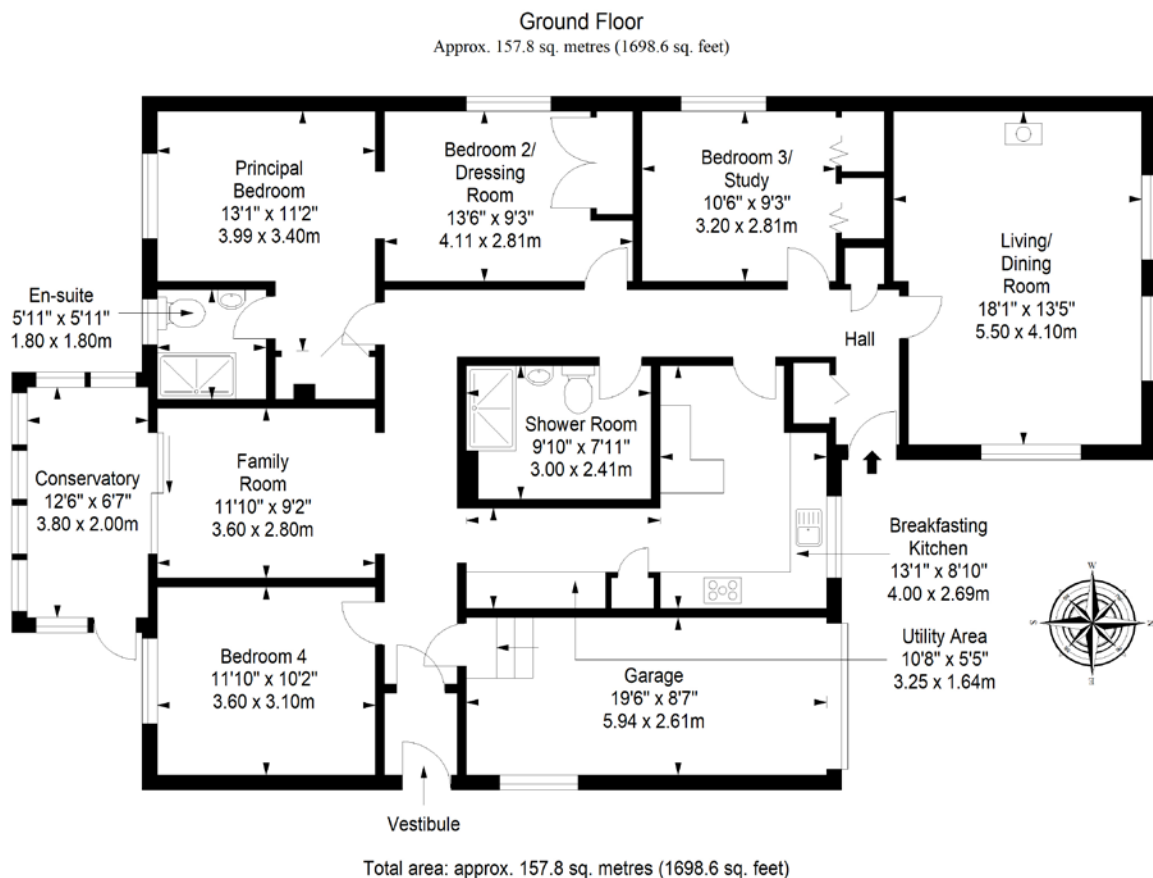 Ground Floor
Approx. 157.8 sq. metres (1698.6 sq. feet)
Principal
Bedroom
13'1" x 11'2"
3.99 x 3.40m
Bedroom 2/
Dressing
Room
13'6" x 9'3"
4.11 x 2.81m
Bedroom 3/
Study
10'6" x 9'3"
3.20 x 2.81m
Living/
Dining
Room
18'1" x 13'5"
5.50 x 4.10m
En-suite
5'11" x 5'11"
1.80 x 1.80m
Hall
Shower Room
9'10" x 7'11"
3.00 x 2.41m
Conservatory
12'6" x 6'7"
3.80 x 2.00m
Family
Room
11'10" x 9'2"
3.60 x 2.80m
Breakfasting
Kitchen
13'1" x 8'10"
4.00 x 2.69m
Utility Area
10'8" x 5'5"
3.25 x 1.64m
W
S
N
E
Bedroom 4
11'10" x 10'2"
3.60 x 3.10m
Garage
19'6" x 8'7"
5.94 x 2.61m
Vestibule
Total area: approx. 157.8 sq. metres (1698.6 sq. feet)